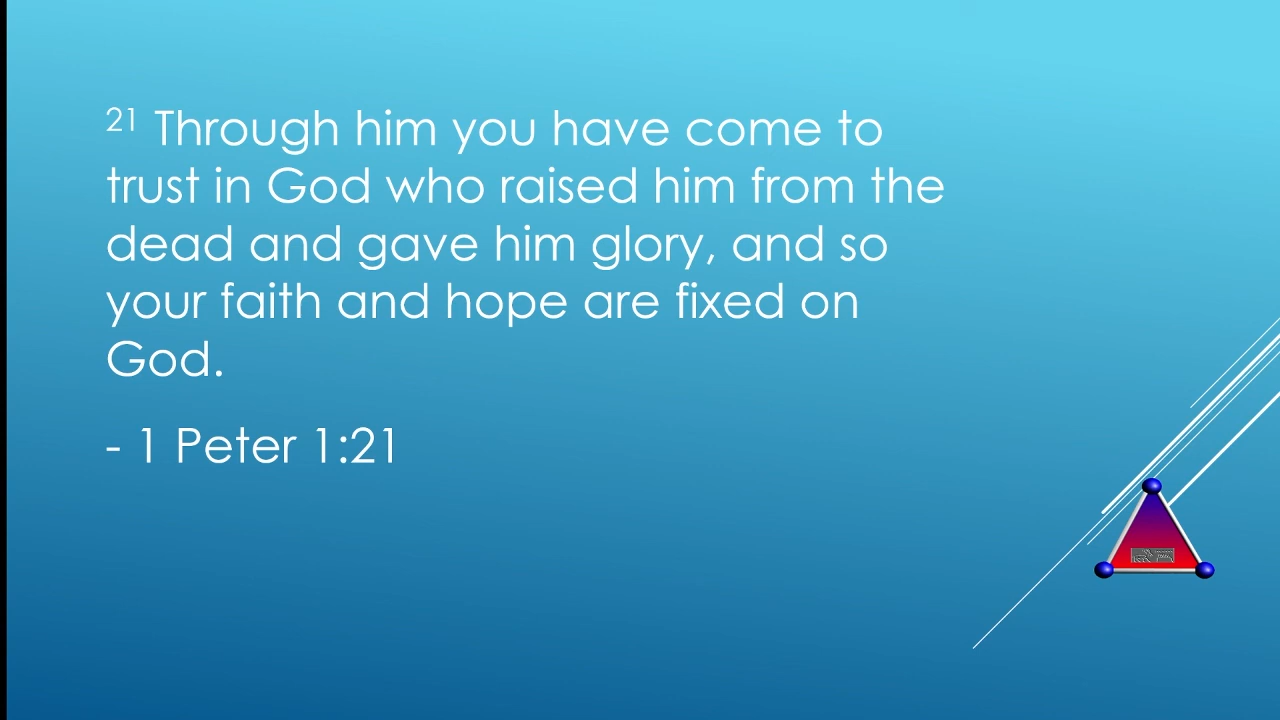 21 Through him you have come to
trust in God who raised him from the
dead and gave him glory, and so
your faith and hope are fixed on
God.
- 1 Peter 1:21